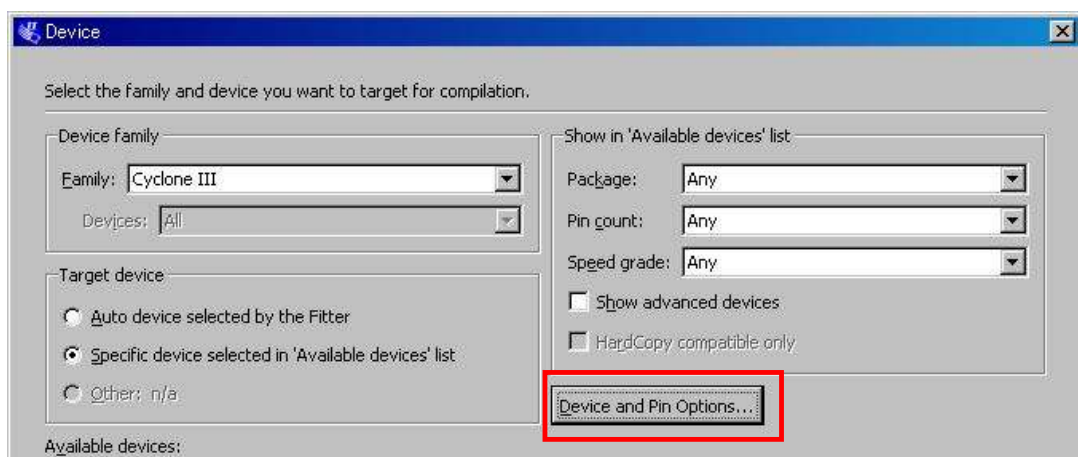 Device
Select the family and device you want to target for compilation.
Device family
Family: Cyclone III
Devices: All
Target device
Auto device selected by the Fitter
Specific device selected in 'Available devices' list
Other: n/a
Available devices:
Show in 'Available devices' list
Package: Any
Pin count: Any
Speed grade: Any
Show advanced devices
HardCopy compatible only
Device and Pin Options...